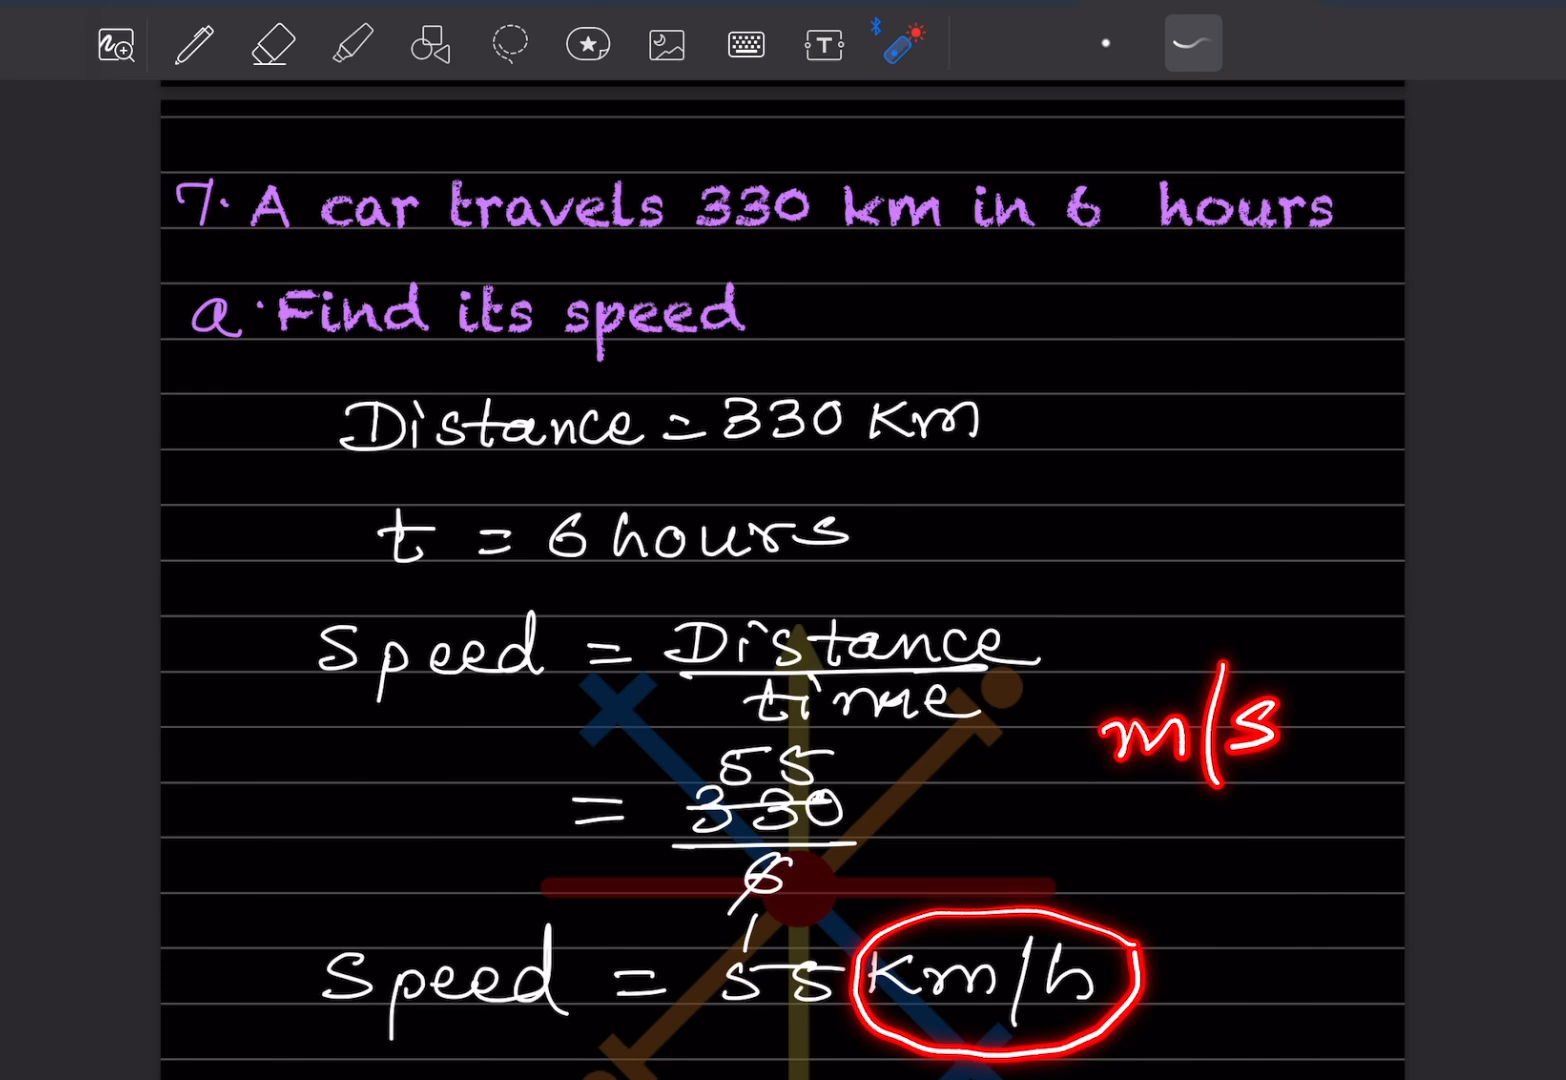 7. A car travels 330 km in 6 hours
a. Find its speed
Distance = 330 Km
t = 6 hours
Speed = Distance
time
m/s
55
= 330
6
1
Speed = 55 Km/h